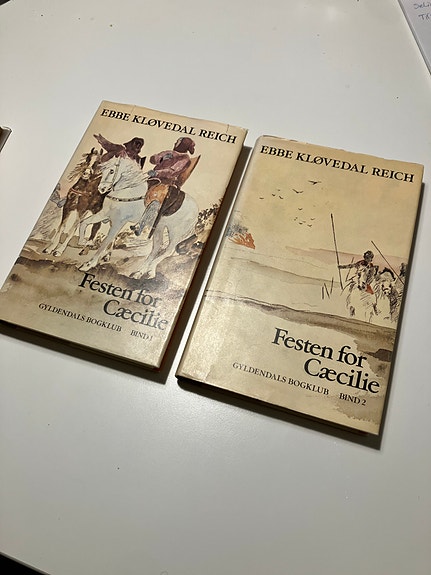 EBBE KLØVEDAL REICH
Festen for
Cæcilie
GYLDENDALS BOGKLUB BIND 1
EBBE KLØVEDAL REICH
Festen for
Cæcilie
GYLDENDALS BOGKLUB BIND 2